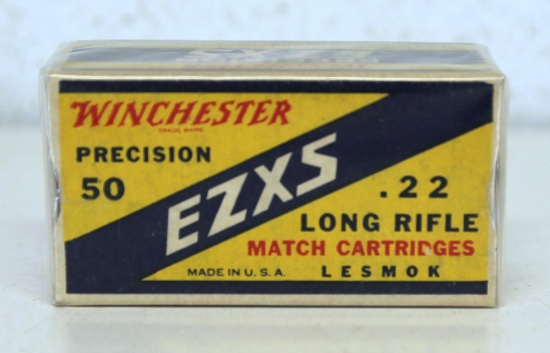 WINCHESTER
TRADE MARK
PRECISION
50
EZXS
.22
LONG RIFLE
MATCH CARTRIDGES
MADE IN U.S.A.
LESMOK